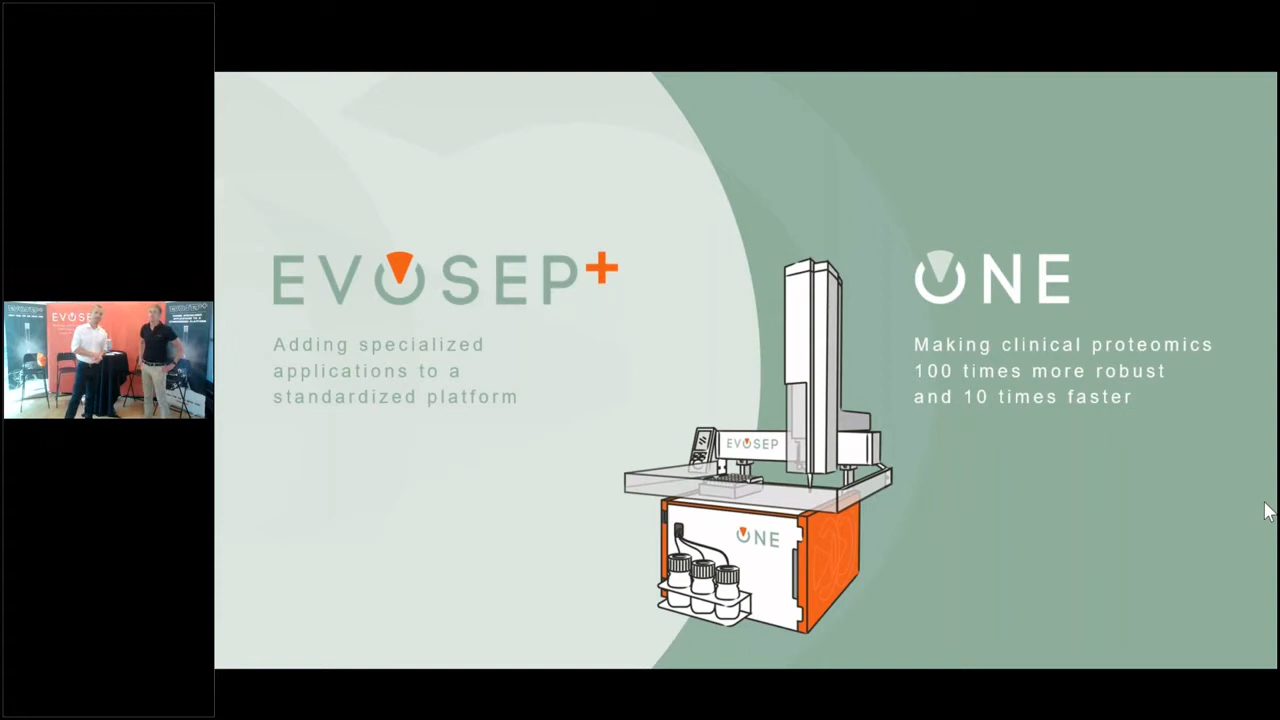 EVOSEP+
Adding specialized
applications to a
standardized platform
ONE
Making clinical proteomics
100 times more robust
and 10 times faster
EVOSEP
ONE
EVOSEP